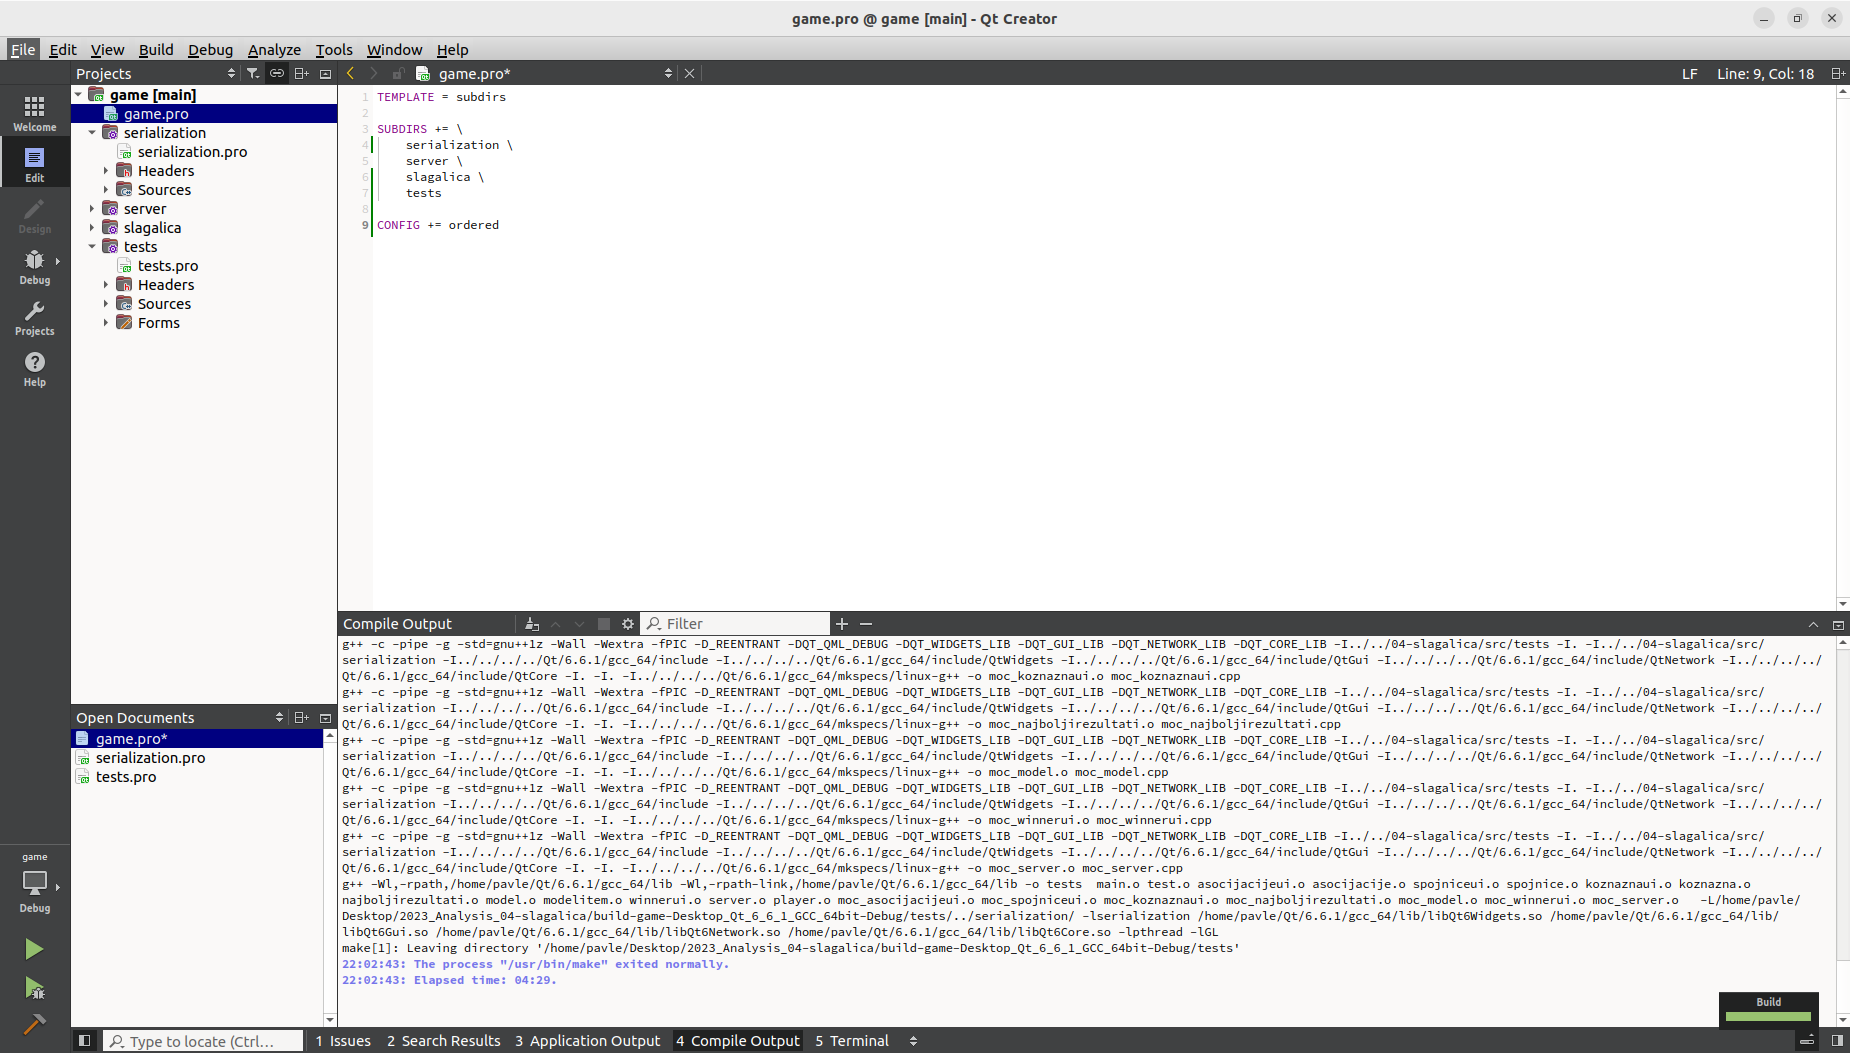 game.pro @ game [main] - Qt Creator
File Edit View Build Debug Analyze Tools Window Help
Projects
game.pro*
LF Line: 9, Col: 18
Welcome
Edit
Design
Debug
Projects
Help
game
Debug
game [main]
game.pro
serialization
serialization.pro
Headers
Sources
server
slagalica
tests
tests.pro
Headers
Sources
Forms
Open Documents
game.pro*
serialization.pro
tests.pro
1 TEMPLATE = subdirs
2
3 SUBDIRS += \
4 serialization \
5 server \
6 slagalica \
7 tests
8
9 CONFIG += ordered
Compile Output
Filter
g++ -c -pipe -g -std=gnu++1z -Wall -Wextra -fPIC -D_REENTRANT -DQT_QML_DEBUG -DQT_WIDGETS_LIB -DQT_GUI_LIB -DQT_NETWORK_LIB -DQT_CORE_LIB -I../../04-slagalica/src/tests -I. -I../../04-slagalica/src/
serialization -I../../../../Qt/6.6.1/gcc_64/include -I../../../../Qt/6.6.1/gcc_64/include/QtWidgets -I../../../../Qt/6.6.1/gcc_64/include/QtGui -I../../../../Qt/6.6.1/gcc_64/include/QtNetwork -I../../../../
Qt/6.6.1/gcc_64/include/QtCore -I. -I. -I../../../../Qt/6.6.1/gcc_64/mkspecs/linux-g++ -o moc_koznaznaui.o moc_koznaznaui.cpp
g++ -c -pipe -g -std=gnu++1z -Wall -Wextra -fPIC -D_REENTRANT -DQT_QML_DEBUG -DQT_WIDGETS_LIB -DQT_GUI_LIB -DQT_NETWORK_LIB -DQT_CORE_LIB -I../../04-slagalica/src/tests -I. -I../../04-slagalica/src/
serialization -I../../../../Qt/6.6.1/gcc_64/include -I../../../../Qt/6.6.1/gcc_64/include/QtWidgets -I../../../../Qt/6.6.1/gcc_64/include/QtGui -I../../../../Qt/6.6.1/gcc_64/include/QtNetwork -I../../../../
Qt/6.6.1/gcc_64/include/QtCore -I. -I. -I../../../../Qt/6.6.1/gcc_64/mkspecs/linux-g++ -o moc_najboljirezultati.o moc_najboljirezultati.cpp
g++ -c -pipe -g -std=gnu++1z -Wall -Wextra -fPIC -D_REENTRANT -DQT_QML_DEBUG -DQT_WIDGETS_LIB -DQT_GUI_LIB -DQT_NETWORK_LIB -DQT_CORE_LIB -I../../04-slagalica/src/tests -I. -I../../04-slagalica/src/
serialization -I../../../../Qt/6.6.1/gcc_64/include -I../../../../Qt/6.6.1/gcc_64/include/QtWidgets -I../../../../Qt/6.6.1/gcc_64/include/QtGui -I../../../../Qt/6.6.1/gcc_64/include/QtNetwork -I../../../../
Qt/6.6.1/gcc_64/include/QtCore -I. -I. -I../../../../Qt/6.6.1/gcc_64/mkspecs/linux-g++ -o moc_model.o moc_model.cpp
g++ -c -pipe -g -std=gnu++1z -Wall -Wextra -fPIC -D_REENTRANT -DQT_QML_DEBUG -DQT_WIDGETS_LIB -DQT_GUI_LIB -DQT_NETWORK_LIB -DQT_CORE_LIB -I../../04-slagalica/src/tests -I. -I../../04-slagalica/src/
serialization -I../../../../Qt/6.6.1/gcc_64/include -I../../../../Qt/6.6.1/gcc_64/include/QtWidgets -I../../../../Qt/6.6.1/gcc_64/include/QtGui -I../../../../Qt/6.6.1/gcc_64/include/QtNetwork -I../../../../
Qt/6.6.1/gcc_64/include/QtCore -I. -I. -I../../../../Qt/6.6.1/gcc_64/mkspecs/linux-g++ -o moc_winnerui.o moc_winnerui.cpp
g++ -c -pipe -g -std=gnu++1z -Wall -Wextra -fPIC -D_REENTRANT -DQT_QML_DEBUG -DQT_WIDGETS_LIB -DQT_GUI_LIB -DQT_NETWORK_LIB -DQT_CORE_LIB -I../../04-slagalica/src/tests -I. -I../../04-slagalica/src/
serialization -I../../../../Qt/6.6.1/gcc_64/include -I../../../../Qt/6.6.1/gcc_64/include/QtWidgets -I../../../../Qt/6.6.1/gcc_64/include/QtGui -I../../../../Qt/6.6.1/gcc_64/include/QtNetwork -I../../../../
Qt/6.6.1/gcc_64/include/QtCore -I. -I. -I../../../../Qt/6.6.1/gcc_64/mkspecs/linux-g++ -o moc_server.o moc_server.cpp
g++ -Wl,-rpath,/home/pavle/Qt/6.6.1/gcc_64/lib -Wl,-rpath-link,/home/pavle/Qt/6.6.1/gcc_64/lib -o tests main.o test.o asocijacijeui.o asocijacije.o spojniceui.o spojnice.o koznaznaui.o koznazna.o
najboljirezultati.o model.o modelitem.o winnerui.o server.o player.o moc_asocijacijeui.o moc_spojniceui.o moc_koznaznaui.o moc_najboljirezultati.o moc_model.o moc_winnerui.o moc_server.o -L/home/pavle/
Desktop/2023_Analysis_04-slagalica/build-game-Desktop_Qt_6_6_1_GCC_64bit-Debug/tests/../serialization/ -lserialization /home/pavle/Qt/6.6.1/gcc_64/lib/libQt6Widgets.so /home/pavle/Qt/6.6.1/gcc_64/lib/
libQt6Gui.so /home/pavle/Qt/6.6.1/gcc_64/lib/libQt6Network.so /home/pavle/Qt/6.6.1/gcc_64/lib/libQt6Core.so -lpthread -lGL
make[1]: Leaving directory '/home/pavle/Desktop/2023_Analysis_04-slagalica/build-game-Desktop_Qt_6_6_1_GCC_64bit-Debug/tests'
22:02:43: The process "/usr/bin/make" exited normally.
22:02:43: Elapsed time: 04:29.
Build
Type to locate (Ctrl... 1 Issues 2 Search Results 3 Application Output 4 Compile Output 5 Terminal